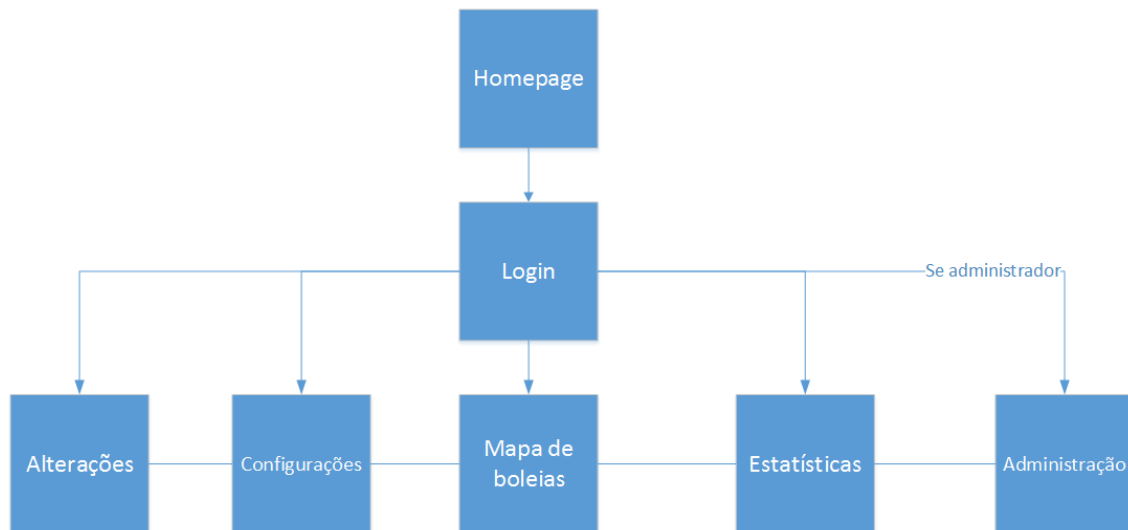 Homepage
Login
Se administrador
Alterações
Configurações
Mapa de
boleias
Estatísticas
Administração